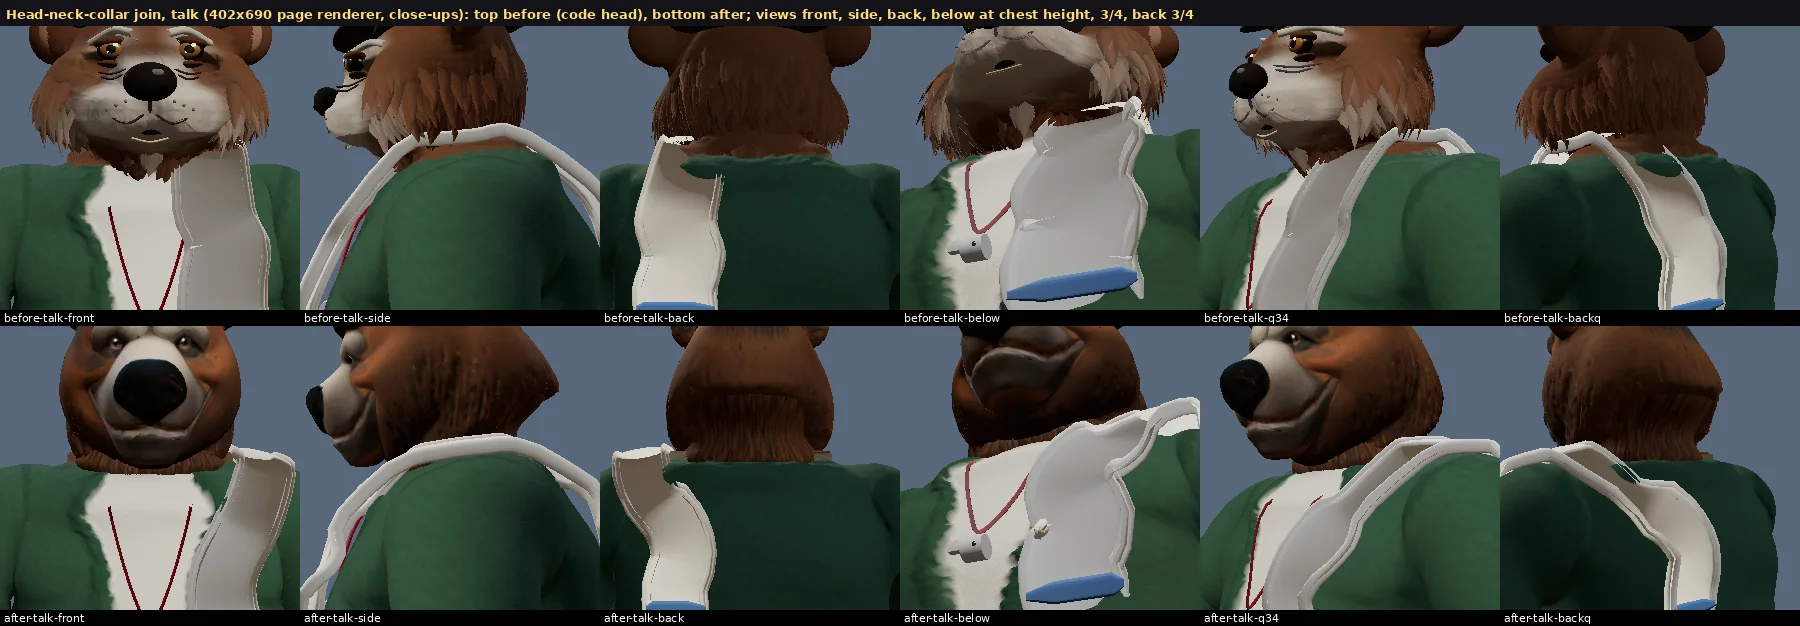 Head-neck-collar join, talk (402x690 page renderer, close-ups): top before (code head), bottom after; views front, side, back, below at chest height, 3/4, back 3/4
before-talk-front before-talk-side before-talk-back before-talk-below before-talk-q34 before-talk-backq
after-talk-front after-talk-side after-talk-back after-talk-below after-talk-q34 after-talk-backq